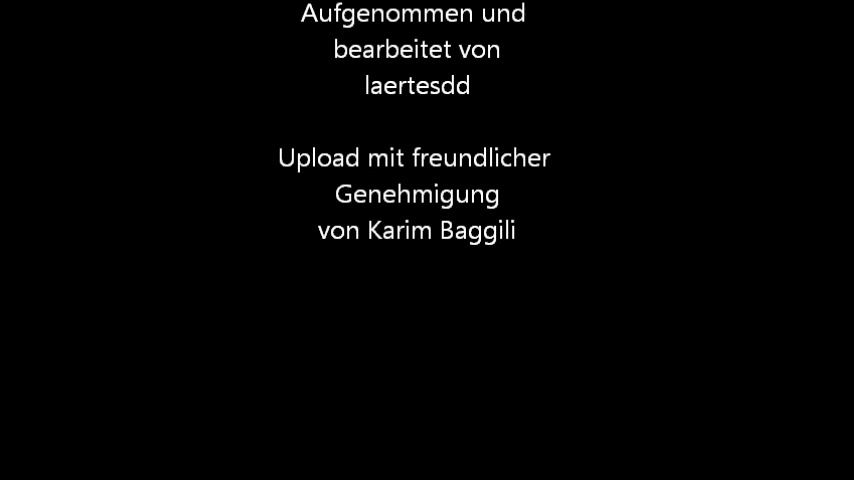 Aufgenommen und
bearbeitet von
laertesdd
Upload mit freundlicher
Genehmigung
von Karim Baggili